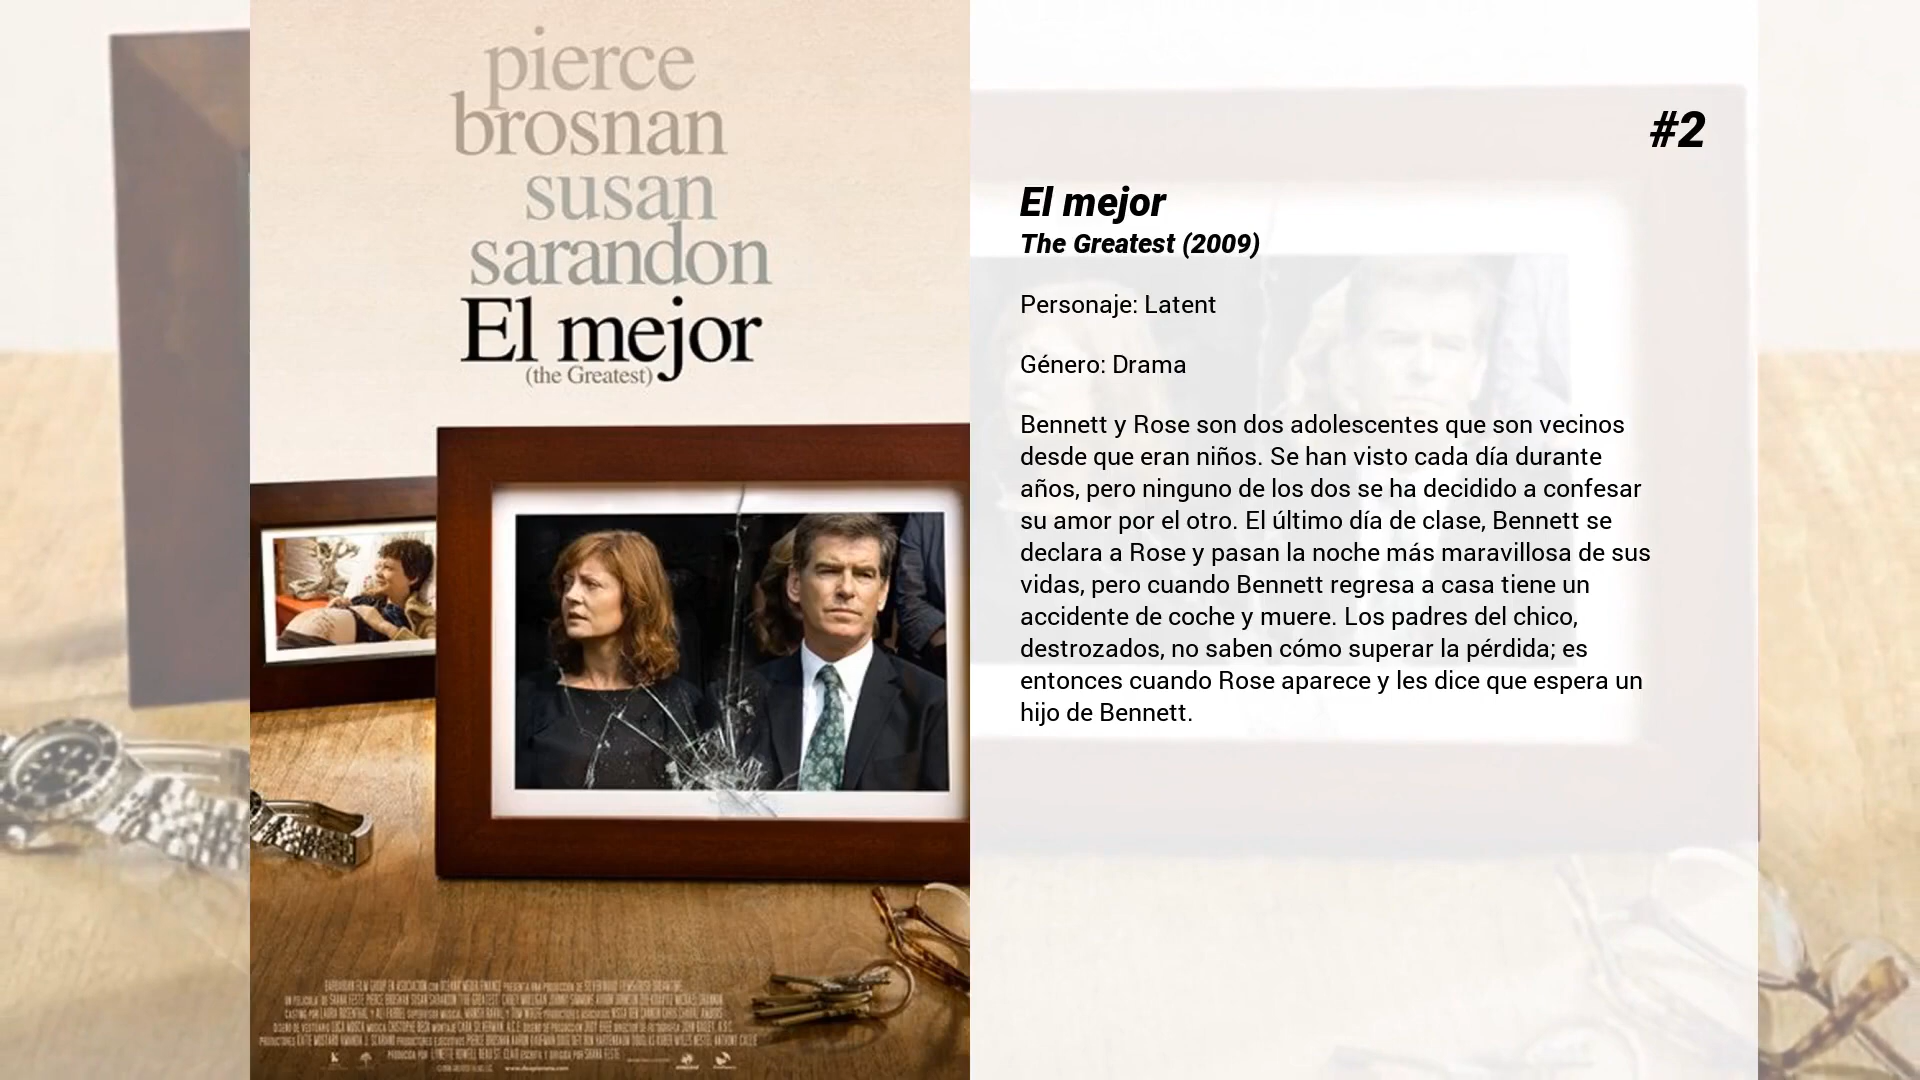 pierce
brosnan
susan
sarandon
El mejor
(the Greatest)
#2
El mejor
The Greatest (2009)
Personaje: Latent
Género: Drama
Bennett y Rose son dos adolescentes que son vecinos
desde que eran niños. Se han visto cada día durante
años, pero ninguno de los dos se ha decidido a confesar
su amor por el otro. El último día de clase, Bennett se
declara a Rose y pasan la noche más maravillosa de sus
vidas, pero cuando Bennett regresa a casa tiene un
accidente de coche y muere. Los padres del chico,
destrozados, no saben cómo superar la pérdida; es
entonces cuando Rose aparece y les dice que espera un
hijo de Bennett.